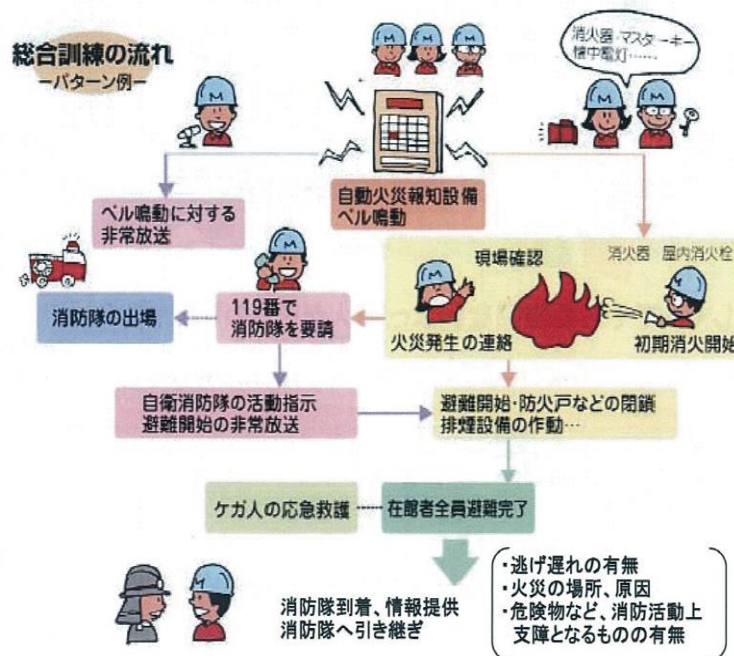 総合訓練の流れ
ーパターン例ー
消火器・マスターキー
懐中電灯……
自動火災報知設備
ベル鳴動
ベル鳴動に対する
非常放送
現場確認
消火器 屋内消火栓
火災発生の連絡
初期消火開始
119番で
消防隊を要請
消防隊の出場
自衛消防隊の活動指示
避難開始の非常放送
避難開始・防火戸などの閉鎖
排煙設備の作動…
ケガ人の応急救護
在館者全員避難完了
消防隊到着、情報提供
消防隊へ引き継ぎ
・逃げ遅れの有無
・火災の場所、原因
・危険物など、消防活動上
支障となるものの有無